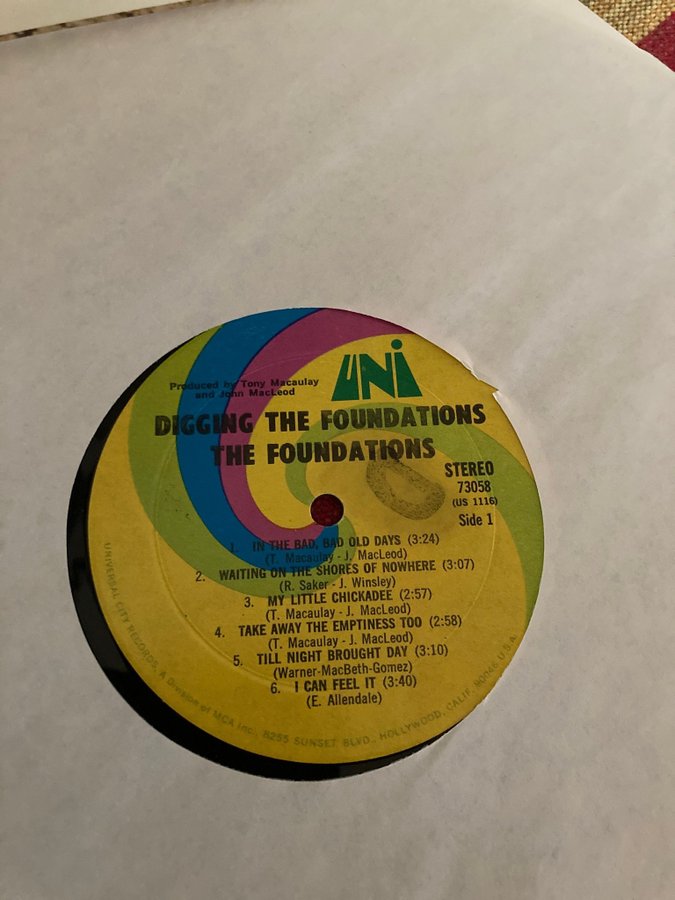 UNi
Produced by Tony Macaulay
and John MacLeod
DIGGING THE FOUNDATIONS
THE FOUNDATIONS
STEREO
73058
(US 1116)
Side 1
1. IN THE BAD, BAD OLD DAYS (3:24)
(T. Macaulay - J. MacLeod)
2. WAITING ON THE SHORES OF NOWHERE (3:07)
(R. Saker - J. Winsley)
3. MY LITTLE CHICKADEE (2:57)
(T. Macaulay - J. MacLeod)
4. TAKE AWAY THE EMPTINESS TOO (2:58)
(T. Macaulay - J. MacLeod)
5. TILL NIGHT BROUGHT DAY (3:10)
(Warner-MacBeth-Gomez)
6. I CAN FEEL IT (3:40)
(E. Allendale)
UNIVERSAL CITY RECORDS, A Division of MCA Inc., 8255 SUNSET BLVD., HOLLYWOOD, CALIF. 90046 U.S.A.